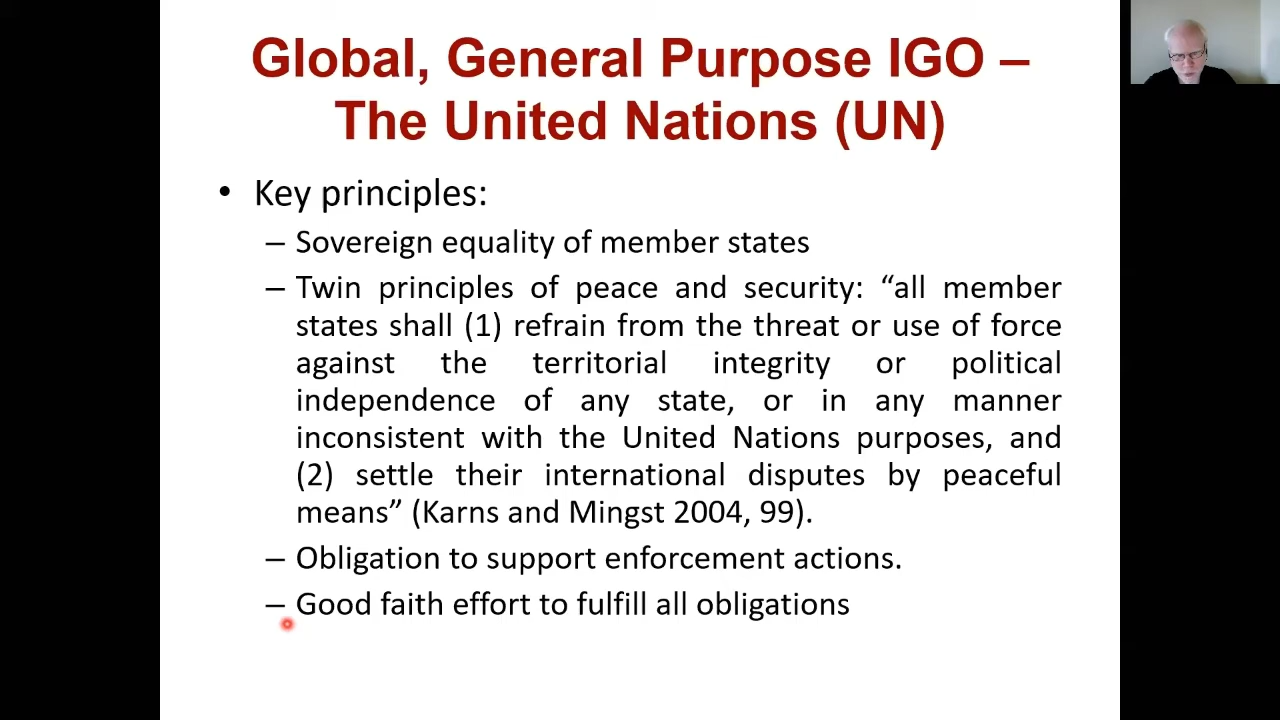 Global, General Purpose IGO –
The United Nations (UN)
• Key principles:
– Sovereign equality of member states
– Twin principles of peace and security: “all member
states shall (1) refrain from the threat or use of force
against the territorial integrity or political
independence of any state, or in any manner
inconsistent with the United Nations purposes, and
(2) settle their international disputes by peaceful
means” (Karns and Mingst 2004, 99).
– Obligation to support enforcement actions.
– Good faith effort to fulfill all obligations